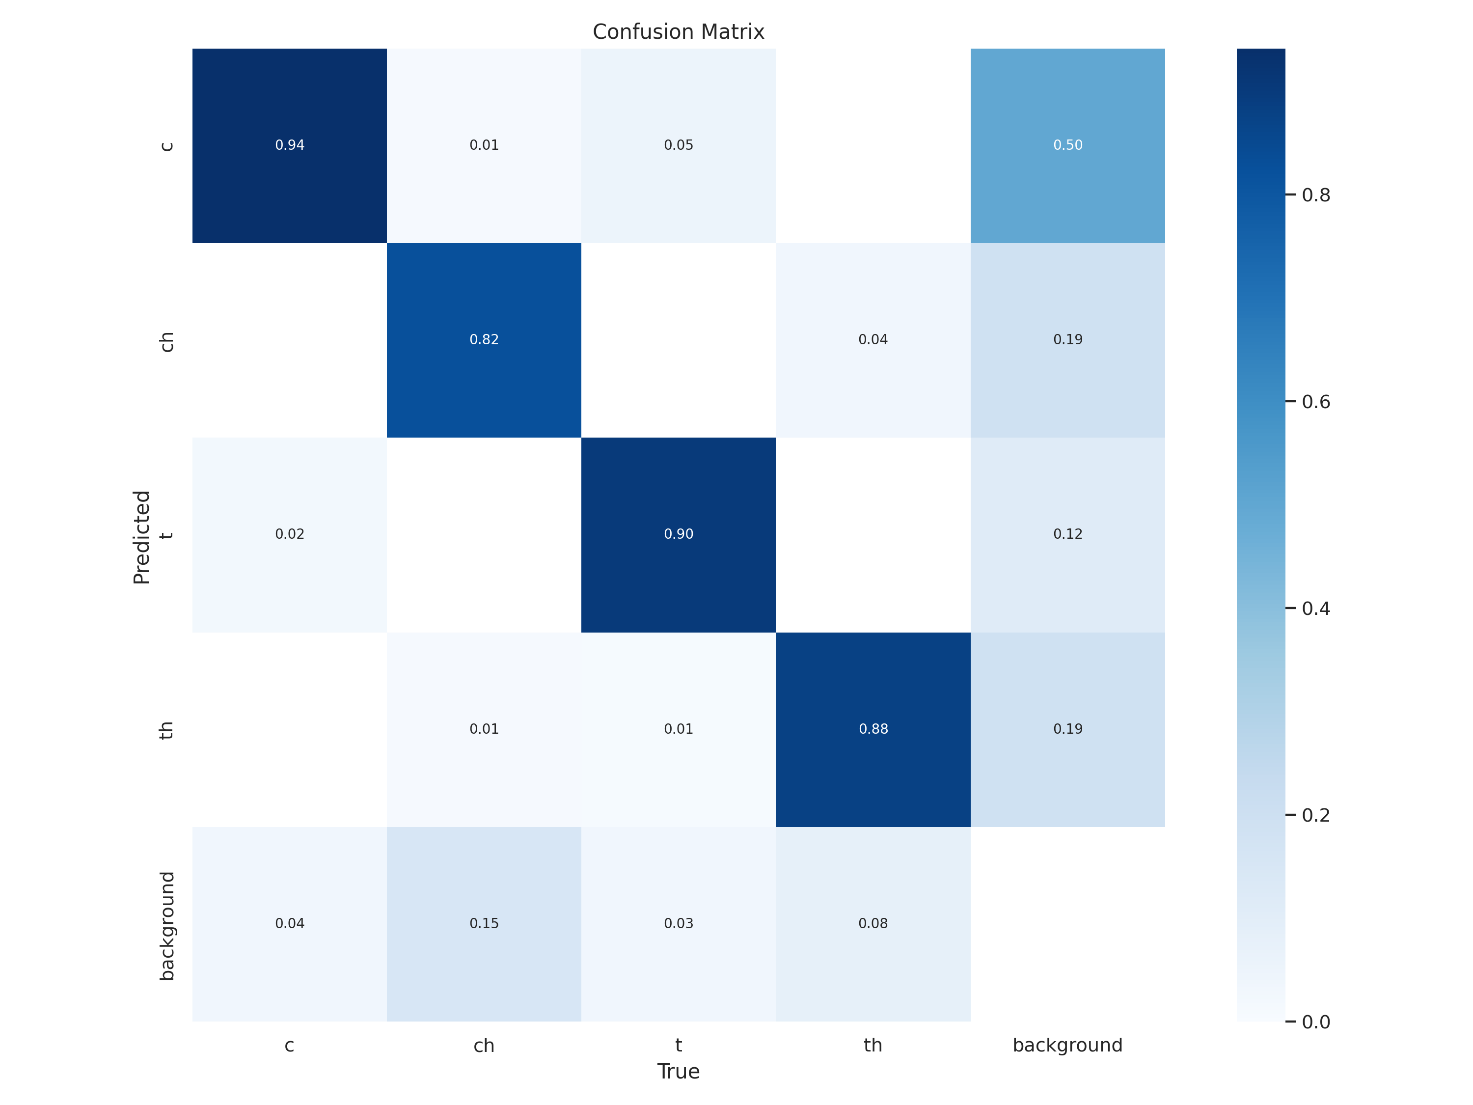 Confusion Matrix
c 0.94 0.01 0.05 0.50
ch 0.82 0.04 0.19
t 0.02 0.90 0.12
th 0.01 0.01 0.88 0.19
background 0.04 0.15 0.03 0.08
Predicted
c ch t th background
True
0.8
0.6
0.4
0.2
0.0